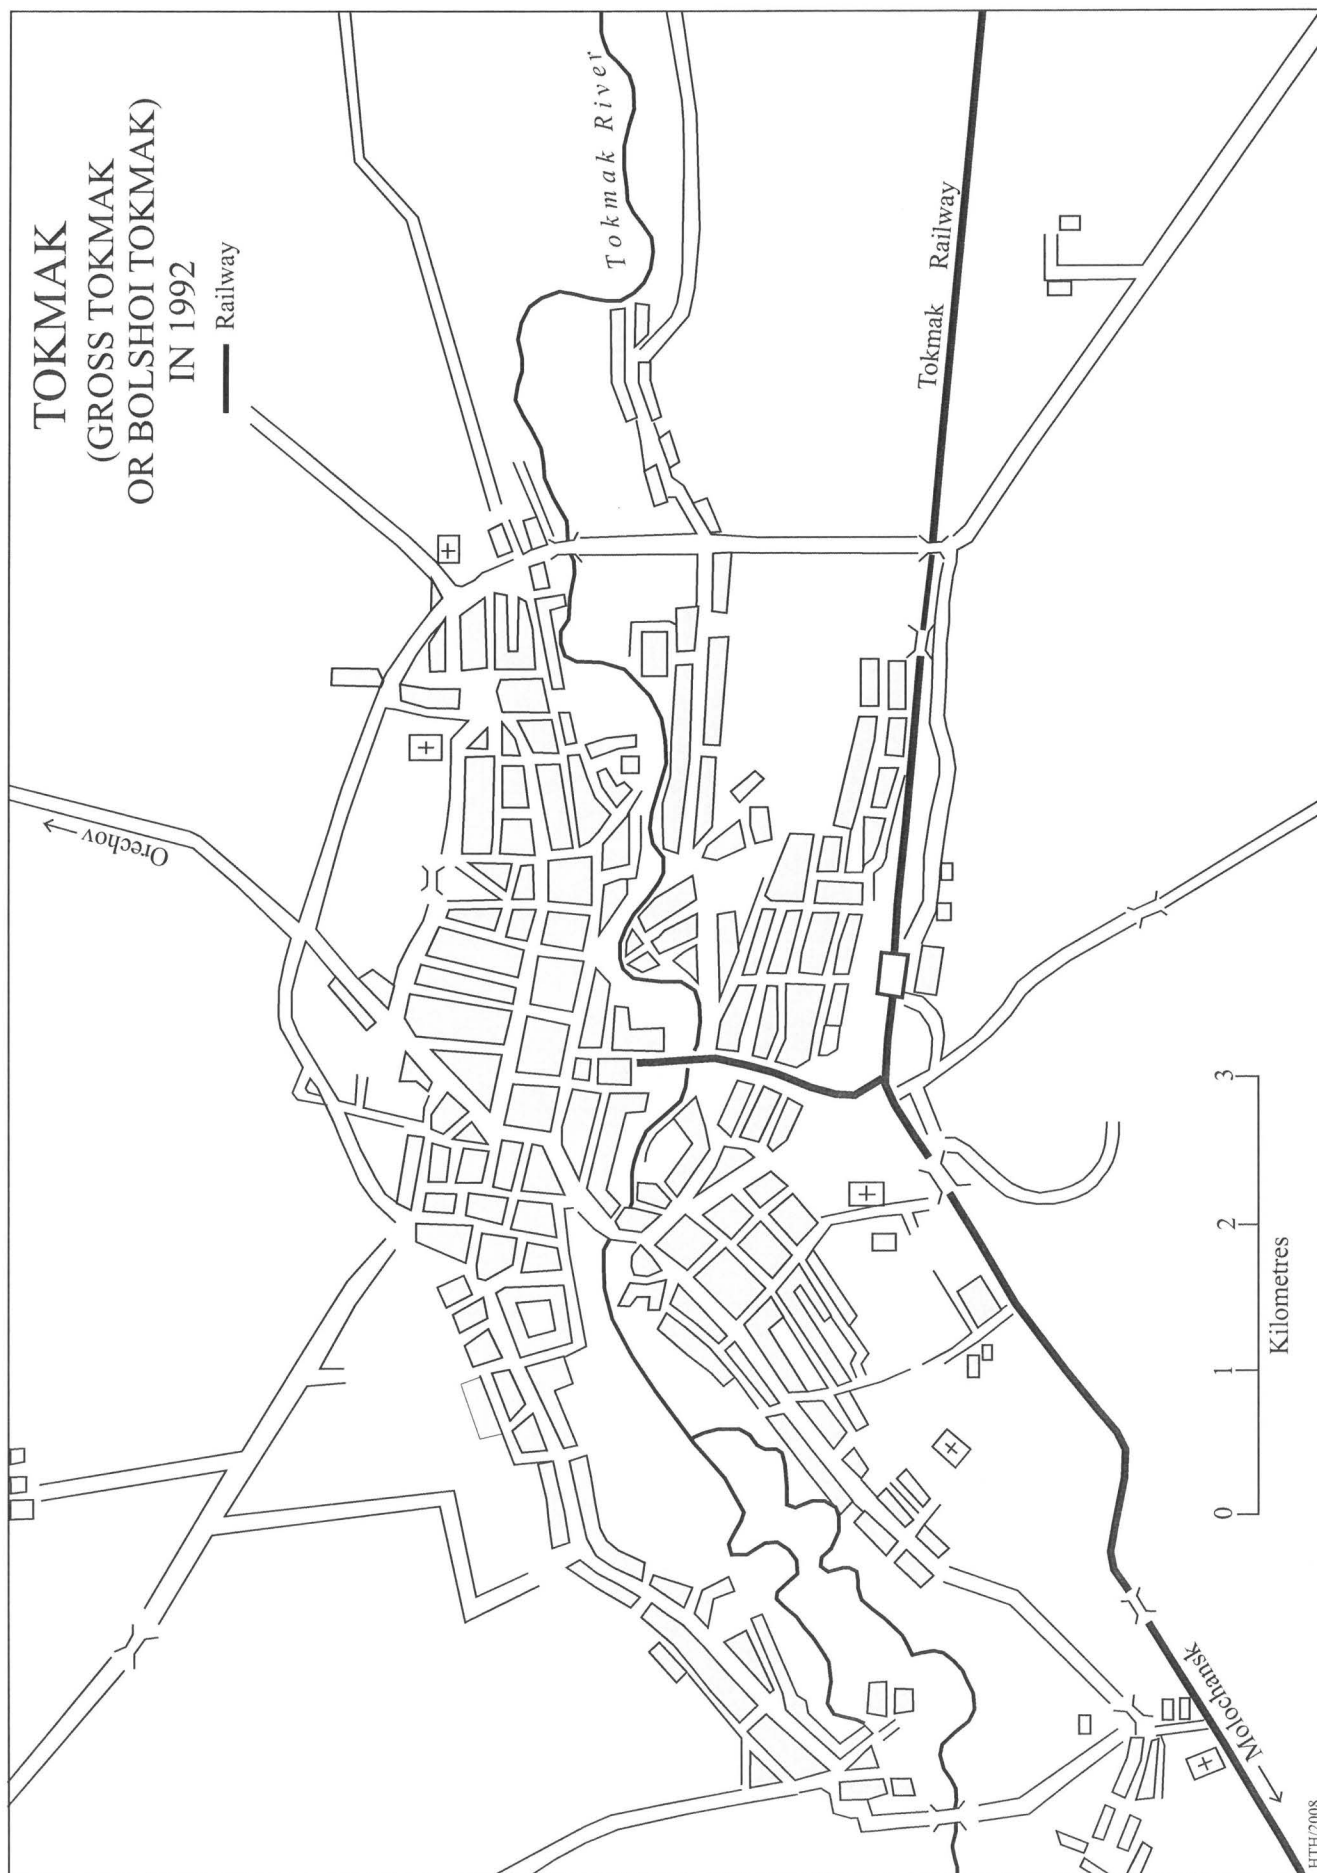 TOKMAK
(GROSS TOKMAK
OR BOLSHOI TOKMAK)
IN 1992
Railway
Tokmak River
Tokmak Railway
Orechov
Molochansk
0 1 2 3
Kilometres
HTH/2008